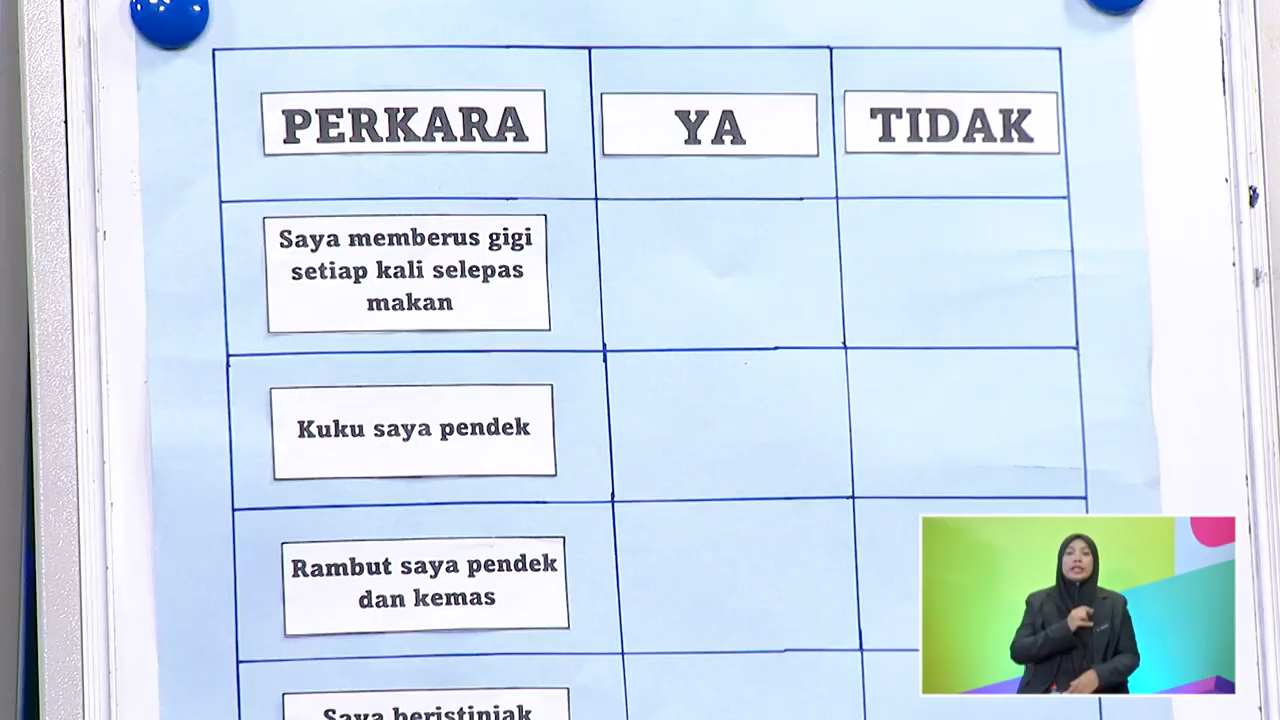 PERKARA
YA
TIDAK
Saya memberus gigi
setiap kali selepas
makan
Kuku saya pendek
Rambut saya pendek
dan kemas
Saya beristinjak